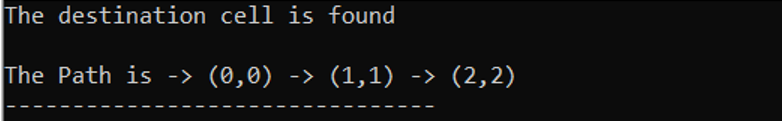 The destination cell is found
The Path is -> (0,0) -> (1,1) -> (2,2)
--------------------------------